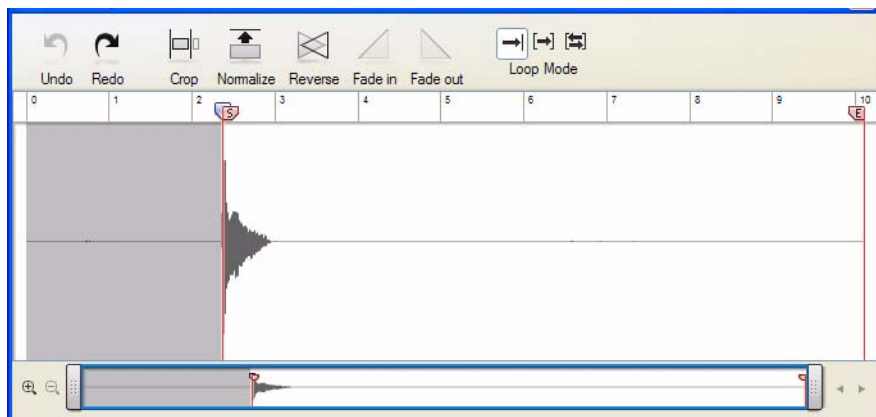 Undo Redo Crop Normalize Reverse Fade in Fade out Loop Mode
0 1 2 3 4 5 6 7 8 9 10
S E